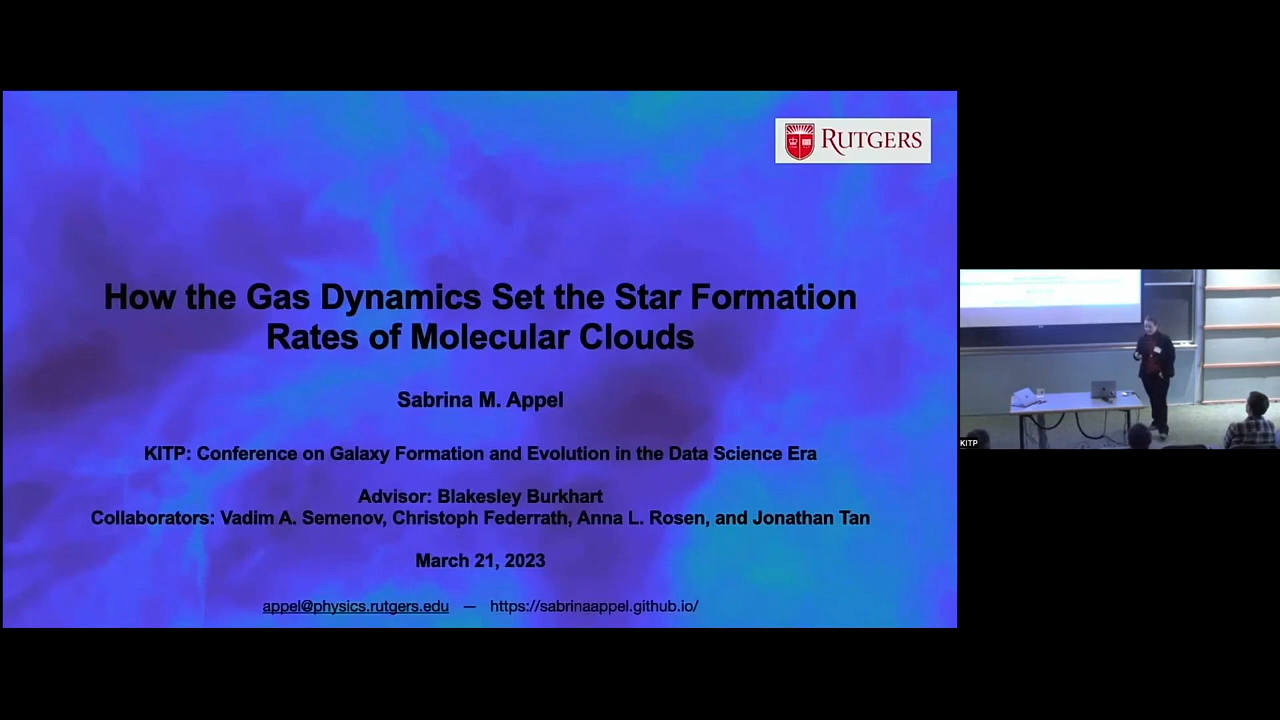 RUTGERS
How the Gas Dynamics Set the Star Formation
Rates of Molecular Clouds
Sabrina M. Appel
KITP: Conference on Galaxy Formation and Evolution in the Data Science Era
Advisor: Blakesley Burkhart
Collaborators: Vadim A. Semenov, Christoph Federrath, Anna L. Rosen, and Jonathan Tan
March 21, 2023
appel@physics.rutgers.edu — https://sabrinaappel.github.io/
KITP